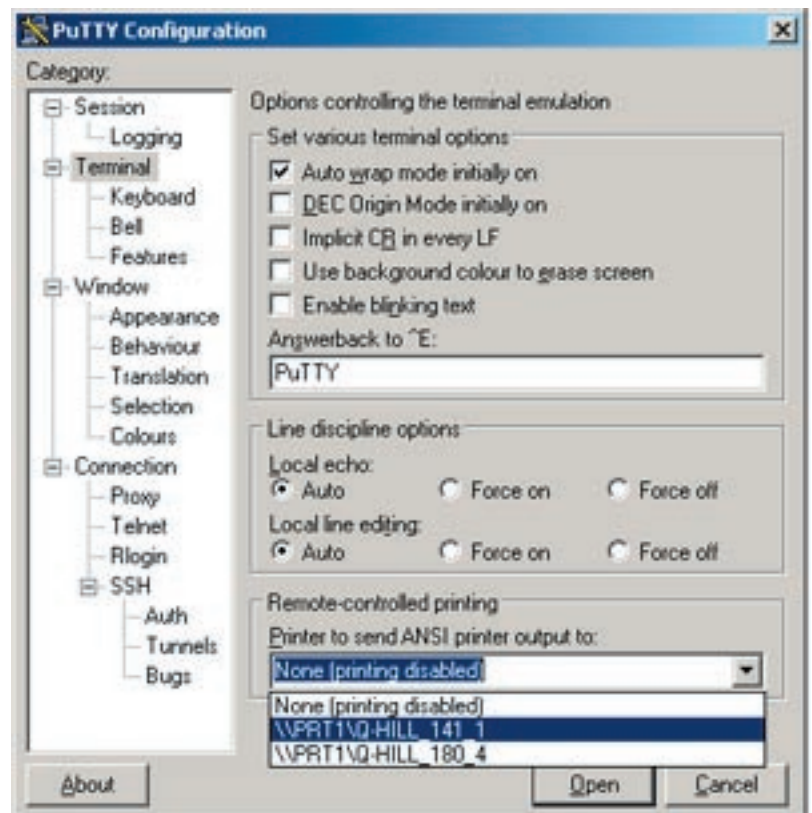 PuTTY Configuration
Category:
Session
Logging
Terminal
Keyboard
Bell
Features
Window
Appearance
Behaviour
Translation
Selection
Colours
Connection
Proxy
Telnet
Rlogin
SSH
Auth
Tunnels
Bugs
Options controlling the terminal emulation
Set various terminal options
Auto wrap mode initially on
DEC Origin Mode initially on
Implicit CR in every LF
Use background colour to erase screen
Enable blinking text
Answerback to ^E:
PuTTY
Line discipline options
Local echo:
Auto Force on Force off
Local line editing:
Auto Force on Force off
Remote-controlled printing
Printer to send ANSI printer output to:
None (printing disabled)
None (printing disabled)
\\PRT1\Q-HILL_141_1
\\PRT1\Q-HILL_180_4
About Open Cancel